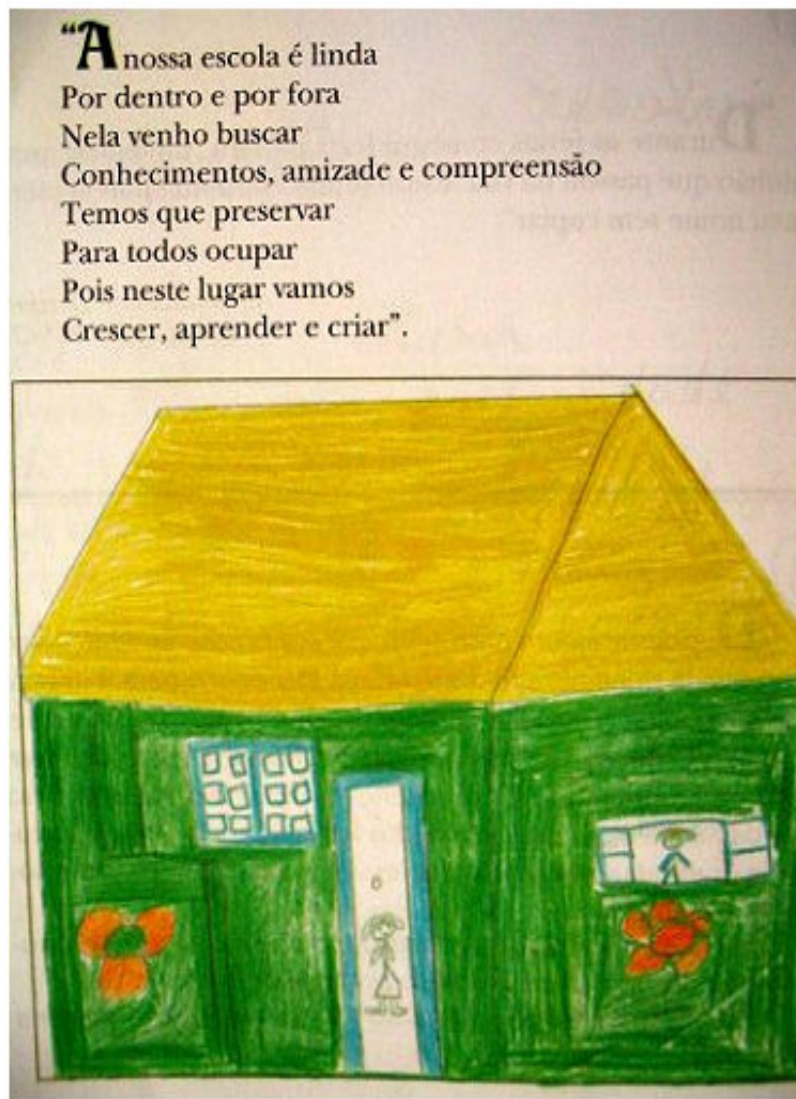 “A nossa escola é linda
Por dentro e por fora
Nela venho buscar
Conhecimentos, amizade e compreensão
Temos que preservar
Para todos ocupar
Pois neste lugar vamos
Crescer, aprender e criar”.